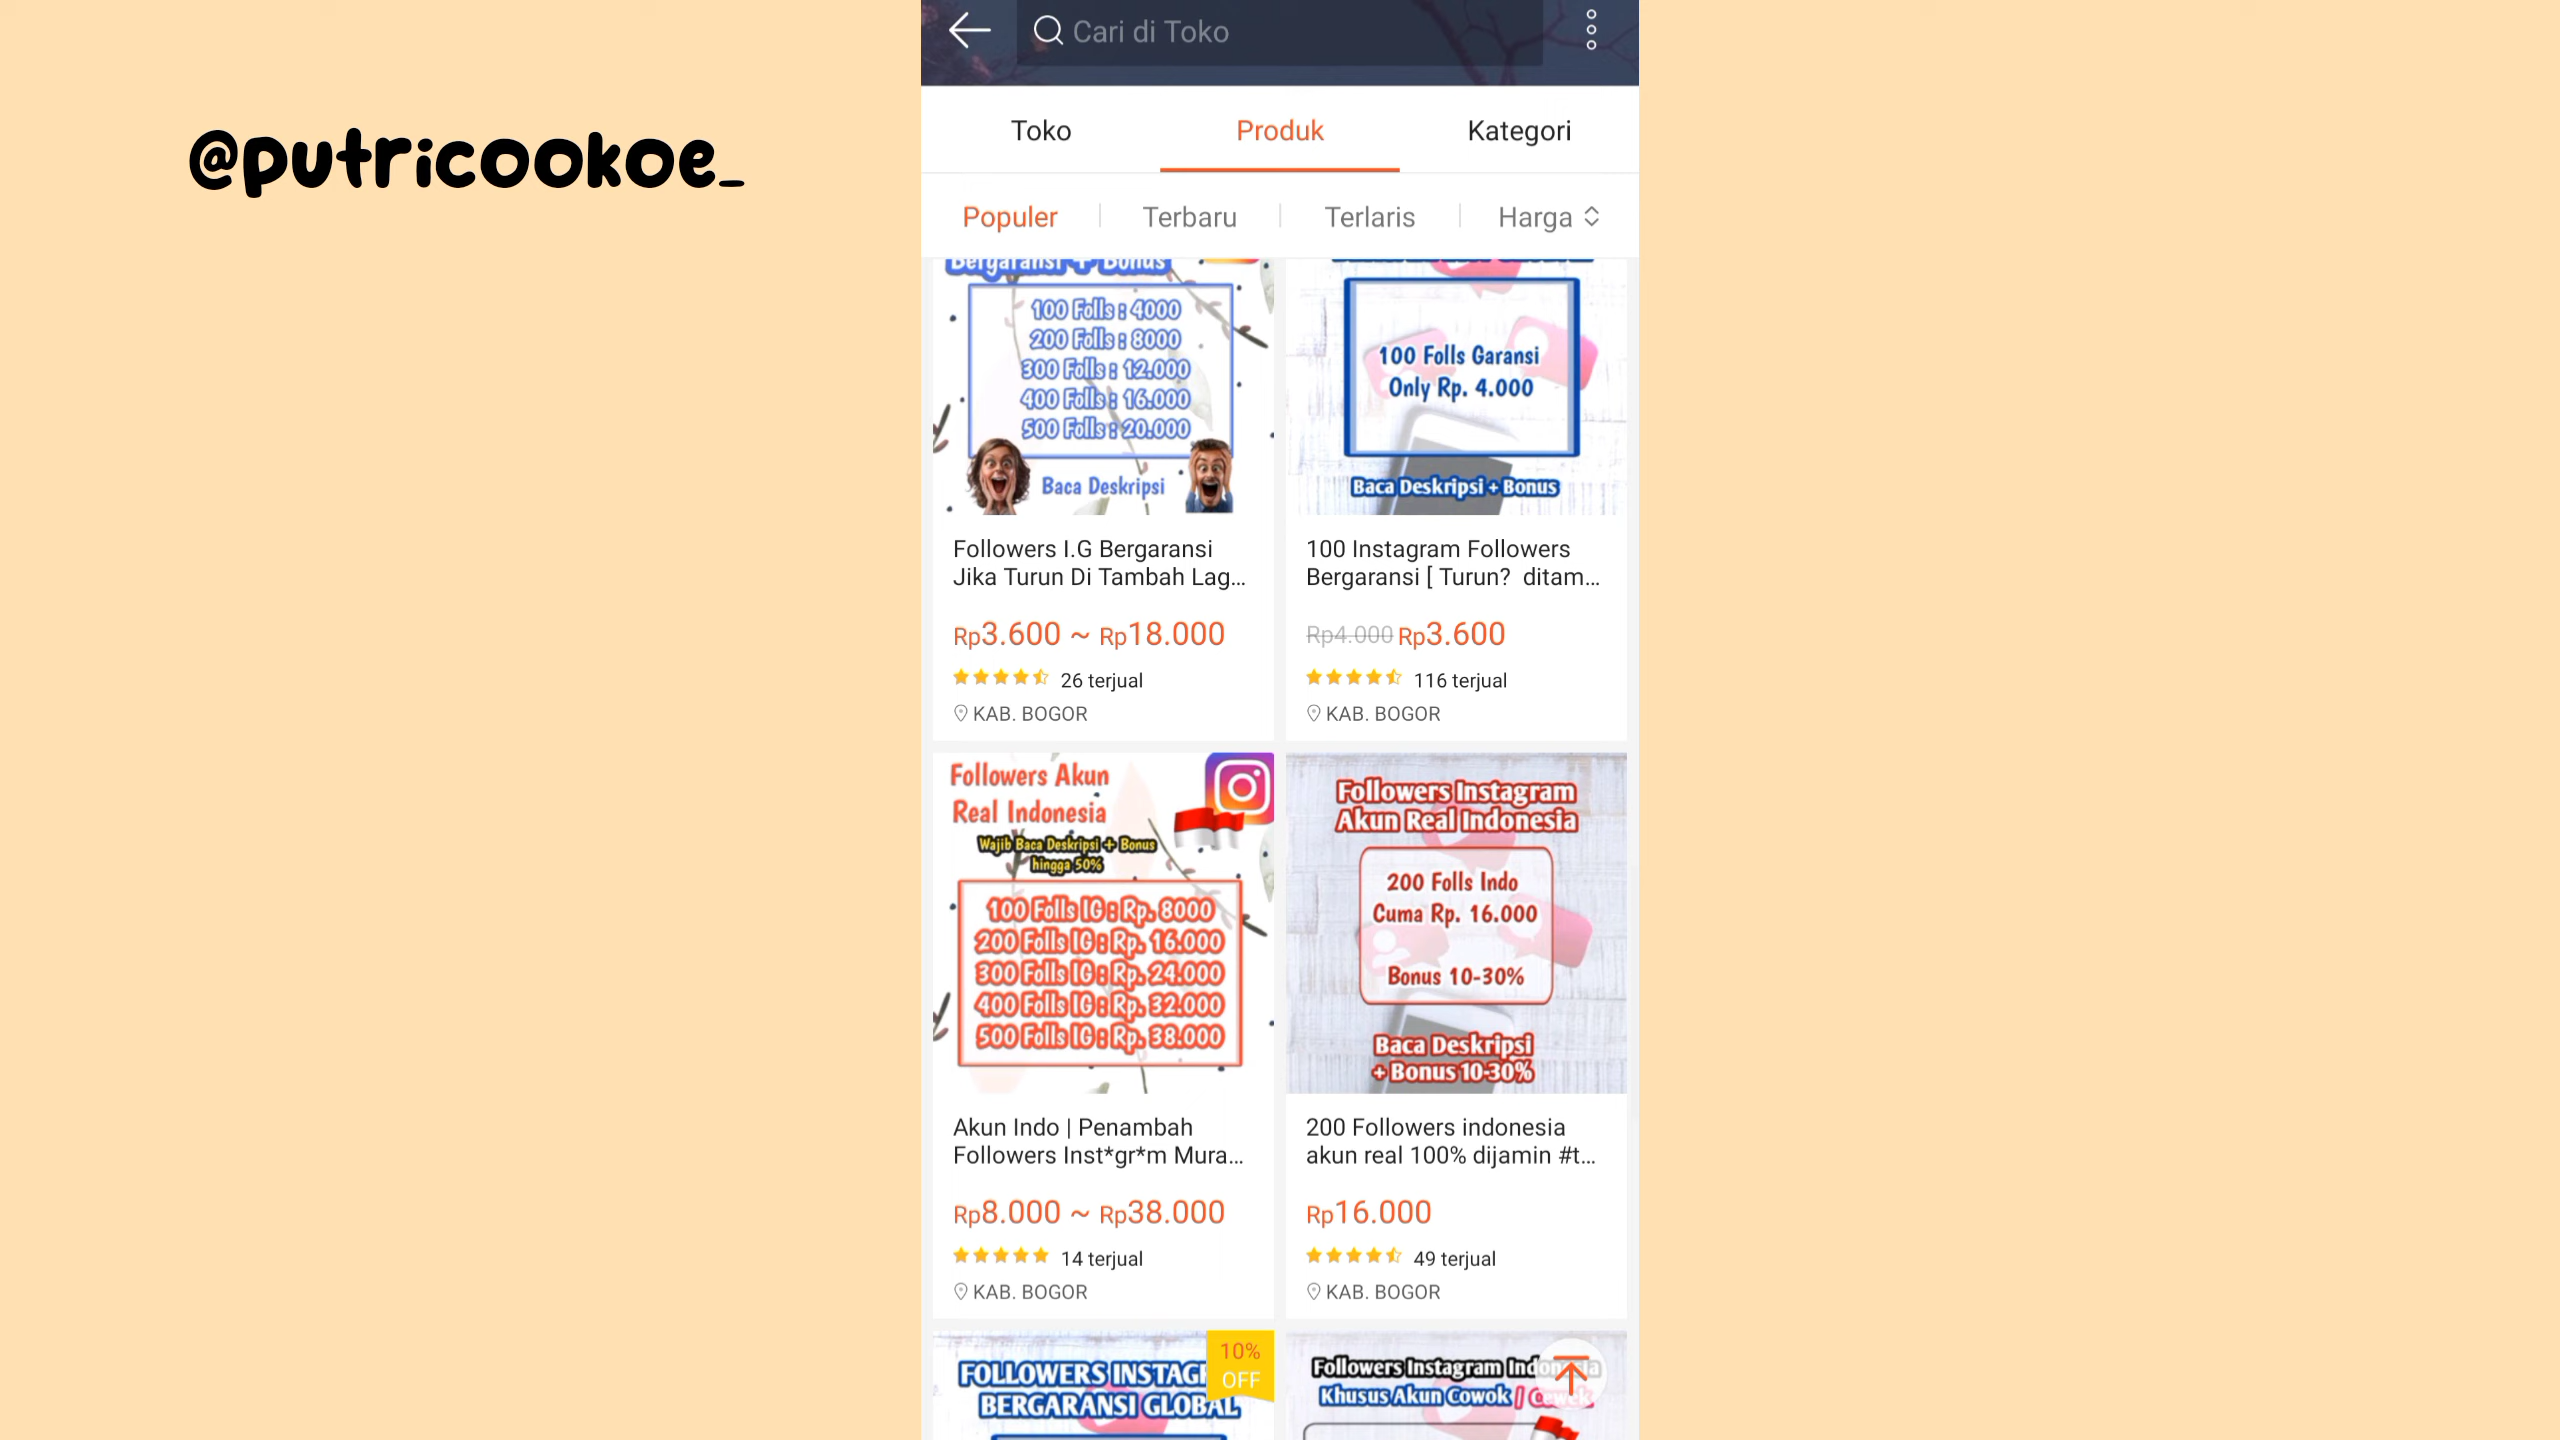 Cari di Toko
@putricookoe_
Toko
Produk
Kategori
Populer
Terbaru
Terlaris
Harga
Bergaransi + Bonus
100 Folls : 4000
200 Folls : 8000
300 Folls : 12.000
400 Folls : 16.000
500 Folls : 20.000
Baca Deskripsi
Followers I.G Bergaransi
Jika Turun Di Tambah Lag...
Rp3.600 ~ Rp18.000
26 terjual
KAB. BOGOR
100 Folls Garansi
Only Rp. 4.000
Baca Deskripsi + Bonus
100 Instagram Followers
Bergaransi [ Turun? ditam...
Rp4.000 Rp3.600
116 terjual
KAB. BOGOR
Followers Akun
Real Indonesia
Wajib Baca Deskripsi + Bonus
hingga 50%
100 Folls IG : Rp. 8000
200 Folls IG : Rp. 16.000
300 Folls IG : Rp. 24.000
400 Folls IG : Rp. 32.000
500 Folls IG : Rp. 38.000
Akun Indo | Penambah
Followers Inst*gr*m Mura...
Rp8.000 ~ Rp38.000
14 terjual
KAB. BOGOR
Followers Instagram
Akun Real Indonesia
200 Folls Indo
Cuma Rp. 16.000
Bonus 10-30%
Baca Deskripsi
+ Bonus 10-30%
200 Followers indonesia
akun real 100% dijamin #t...
Rp16.000
49 terjual
KAB. BOGOR
10%
OFF
FOLLOWERS INSTAG
BERGARANSI GLOBAL
Followers Instagram Indonesia
Khusus Akun Cowok / Cewek